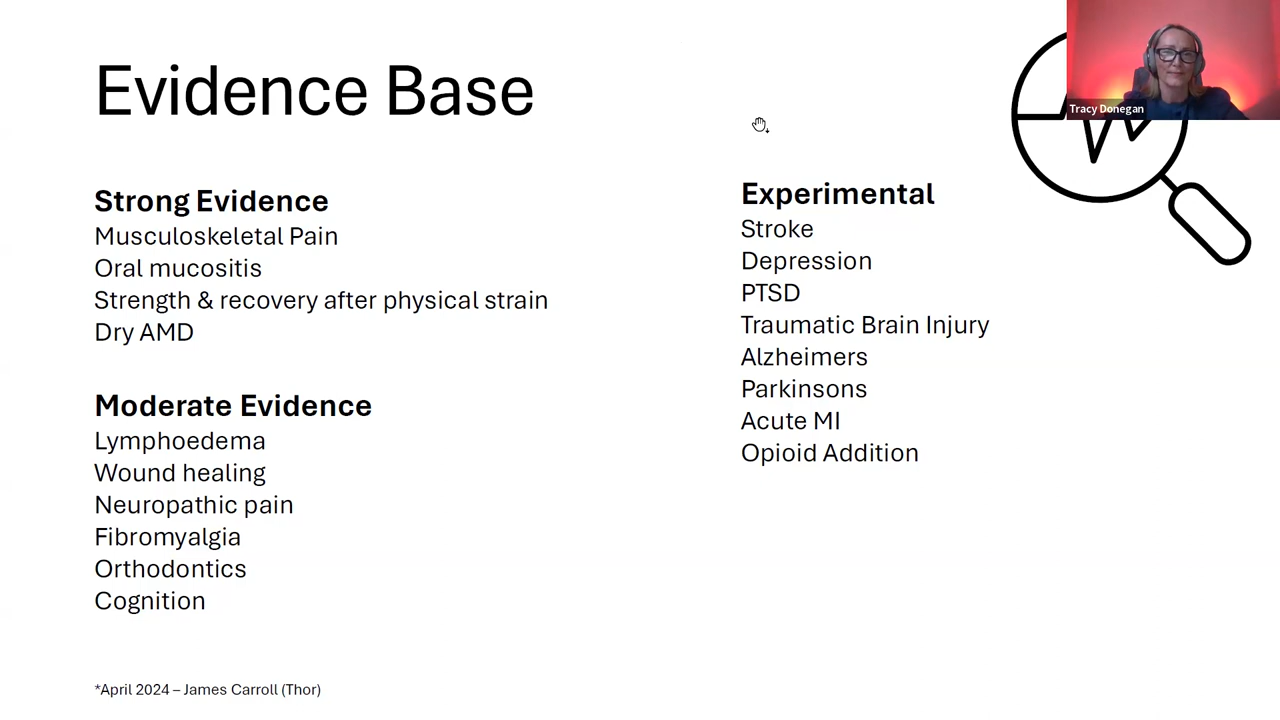 Evidence Base
Strong Evidence
Musculoskeletal Pain
Oral mucositis
Strength & recovery after physical strain
Dry AMD
Moderate Evidence
Lymphoedema
Wound healing
Neuropathic pain
Fibromyalgia
Orthodontics
Cognition
*April 2024 – James Carroll (Thor)
Experimental
Stroke
Depression
PTSD
Traumatic Brain Injury
Alzheimers
Parkinsons
Acute MI
Opioid Addition
Tracy Donegan